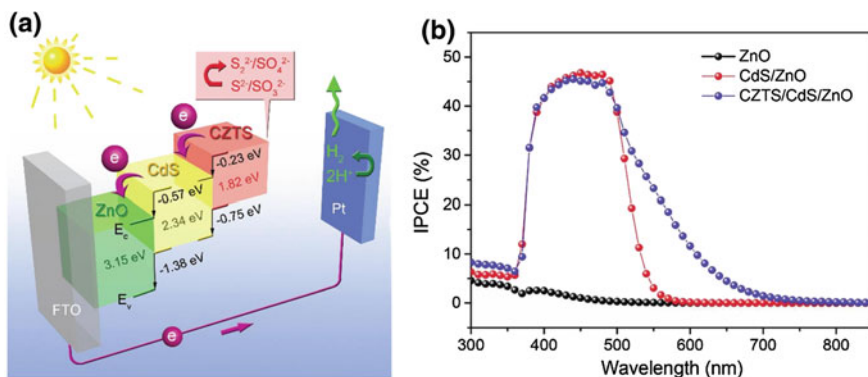 (a)
S₂²⁻/SO₄²⁻
S²⁻/SO₃²⁻
e
CZTS
e
-0.23 eV
H₂
CdS
1.82 eV
2H⁺
-0.57 eV
ZnO
-0.75 eV
Pt
E_c
2.34 eV
3.15 eV
-1.38 eV
FTO
E_v
e
(b)
ZnO
CdS/ZnO
CZTS/CdS/ZnO
IPCE (%)
50
40
30
20
10
0
300 400 500 600 700 800
Wavelength (nm)